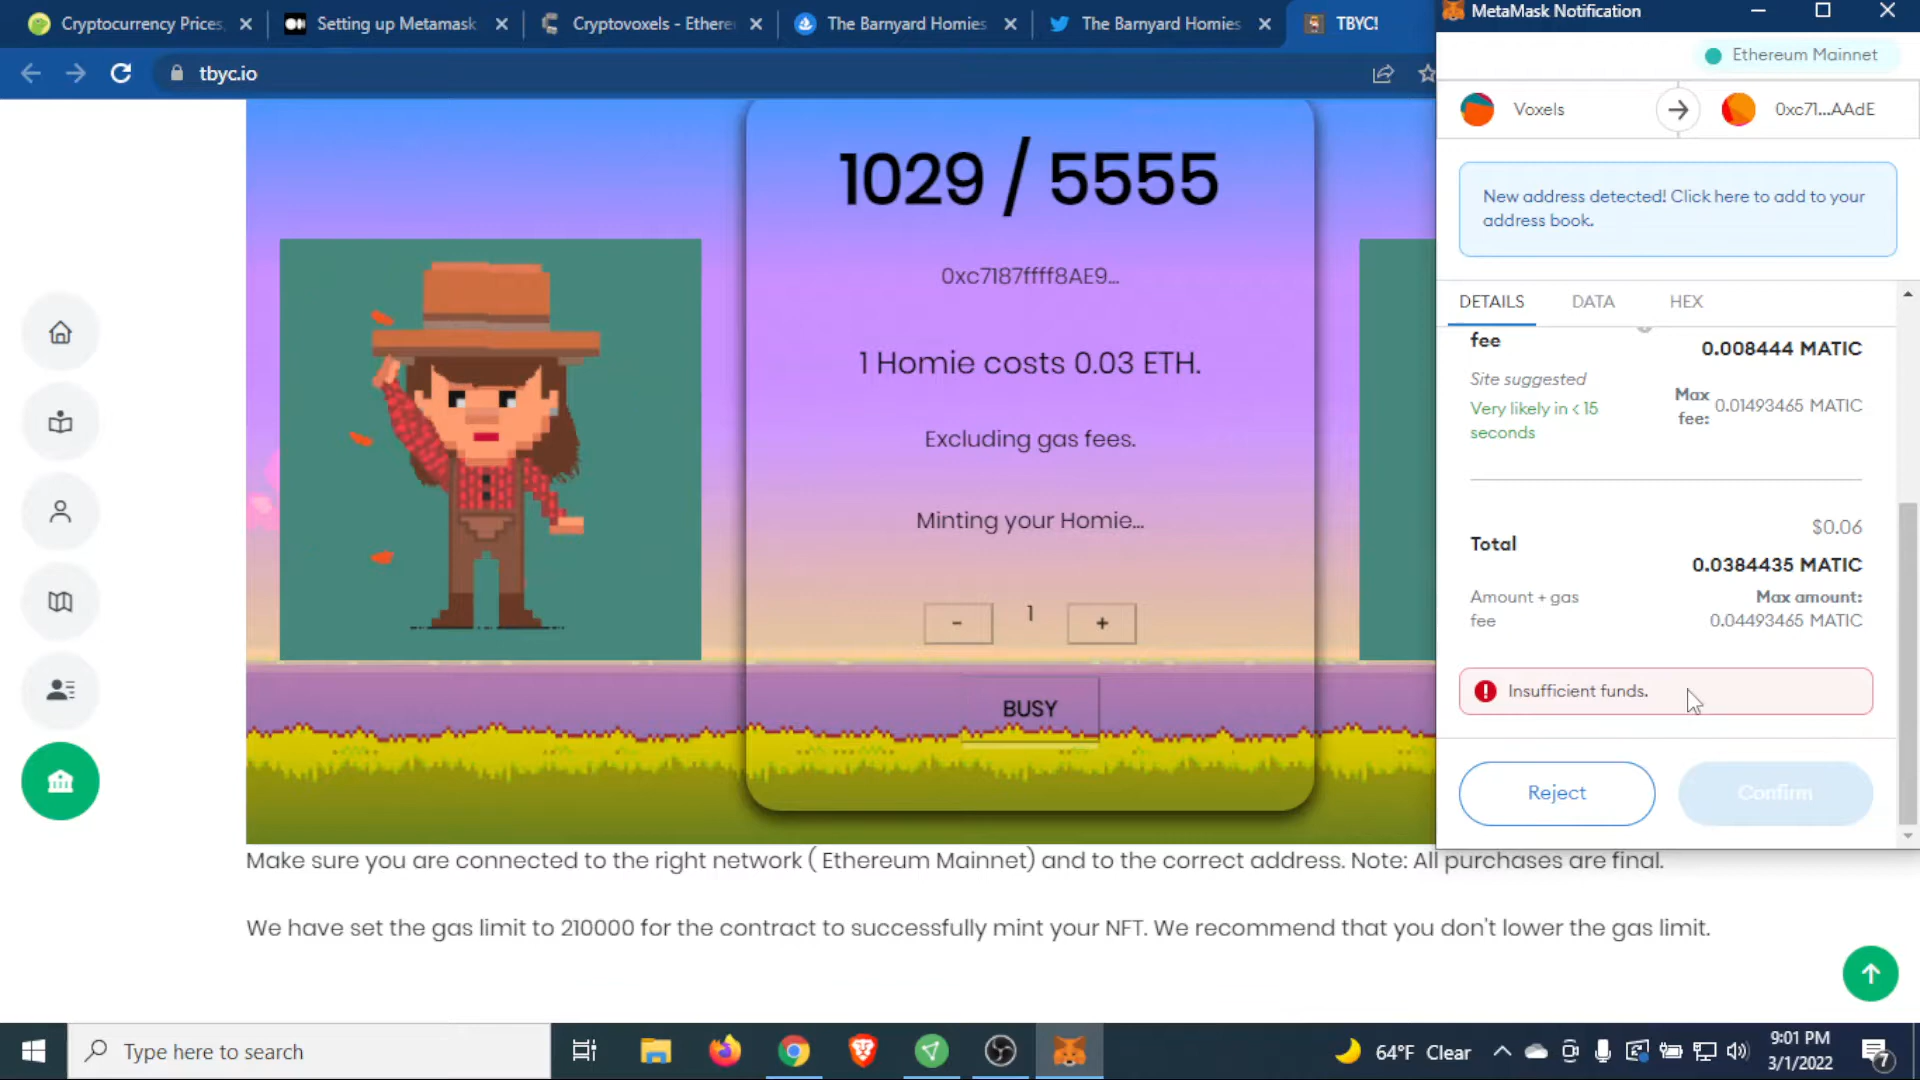 Cryptocurrency Prices,
Setting up Metamask
Cryptovoxels - Ethere
The Barnyard Homies
The Barnyard Homies
TBYC!
tbyc.io
MetaMask Notification
Ethereum Mainnet
Voxels
0xc71...AAdE
New address detected! Click here to add to your
address book.
DETAILS
DATA
HEX
fee
0.008444 MATIC
Site suggested
Very likely in < 15
seconds
Max
fee:
0.01493465 MATIC
$0.06
Total
0.0384435 MATIC
Amount + gas
fee
Max amount:
0.04493465 MATIC
Insufficient funds.
Reject
Confirm
1029 / 5555
0xc7187ffff8AE9...
1 Homie costs 0.03 ETH.
Excluding gas fees.
Minting your Homie...
-
1
+
BUSY
Make sure you are connected to the right network ( Ethereum Mainnet) and to the correct address. Note: All purchases are final.
We have set the gas limit to 210000 for the contract to successfully mint your NFT. We recommend that you don't lower the gas limit.
Type here to search
64°F Clear
9:01 PM
3/1/2022
7